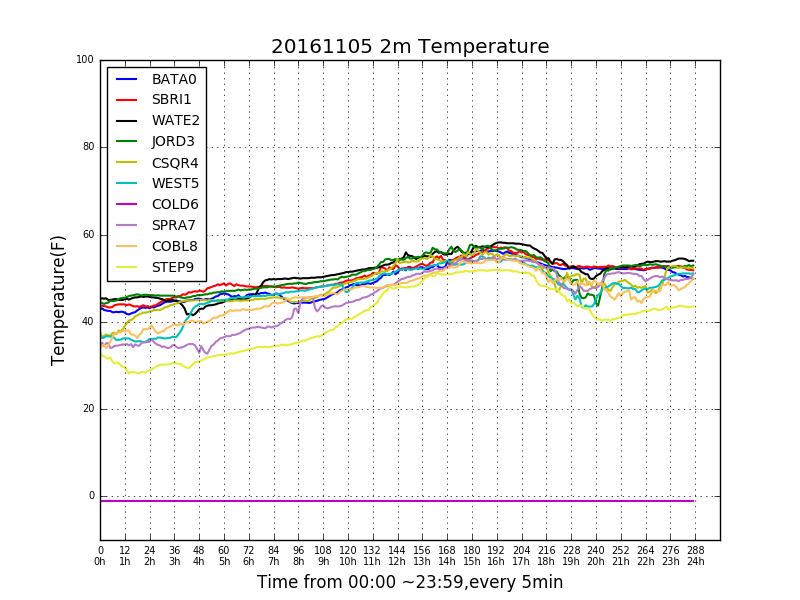 20161105 2m Temperature
100
80
60
40
20
0
Temperature(F)
BATA0
SBRI1
WATE2
JORD3
CSQR4
WEST5
COLD6
SPRA7
COBL8
STEP9
0 12 24 36 48 60 72 84 96 108 120 132 144 156 168 180 192 204 216 228 240 252 264 276 288
0h 1h 2h 3h 4h 5h 6h 7h 8h 9h 10h 11h 12h 13h 14h 15h 16h 17h 18h 19h 20h 21h 22h 23h 24h
Time from 00:00 ~23:59,every 5min